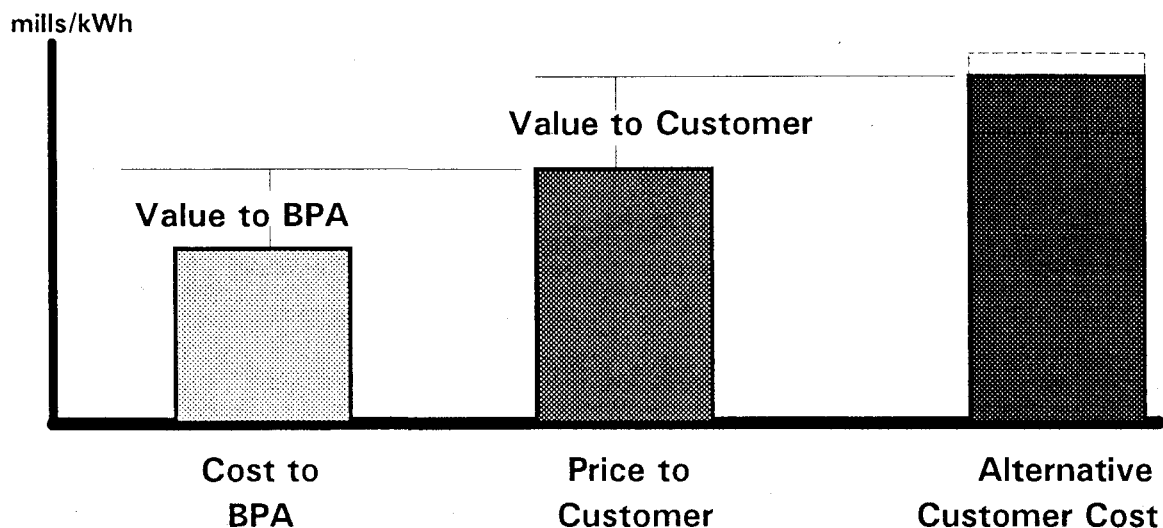 mills/kWh
Value to Customer
Value to BPA
Cost to
BPA
Price to
Customer
Alternative
Customer Cost